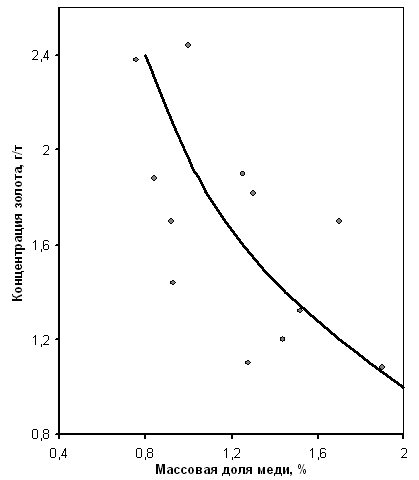 2,4
2
1,6
1,2
0,8
Концентрация золота, г/т
0,4 0,8 1,2 1,6 2
Массовая доля меди, %